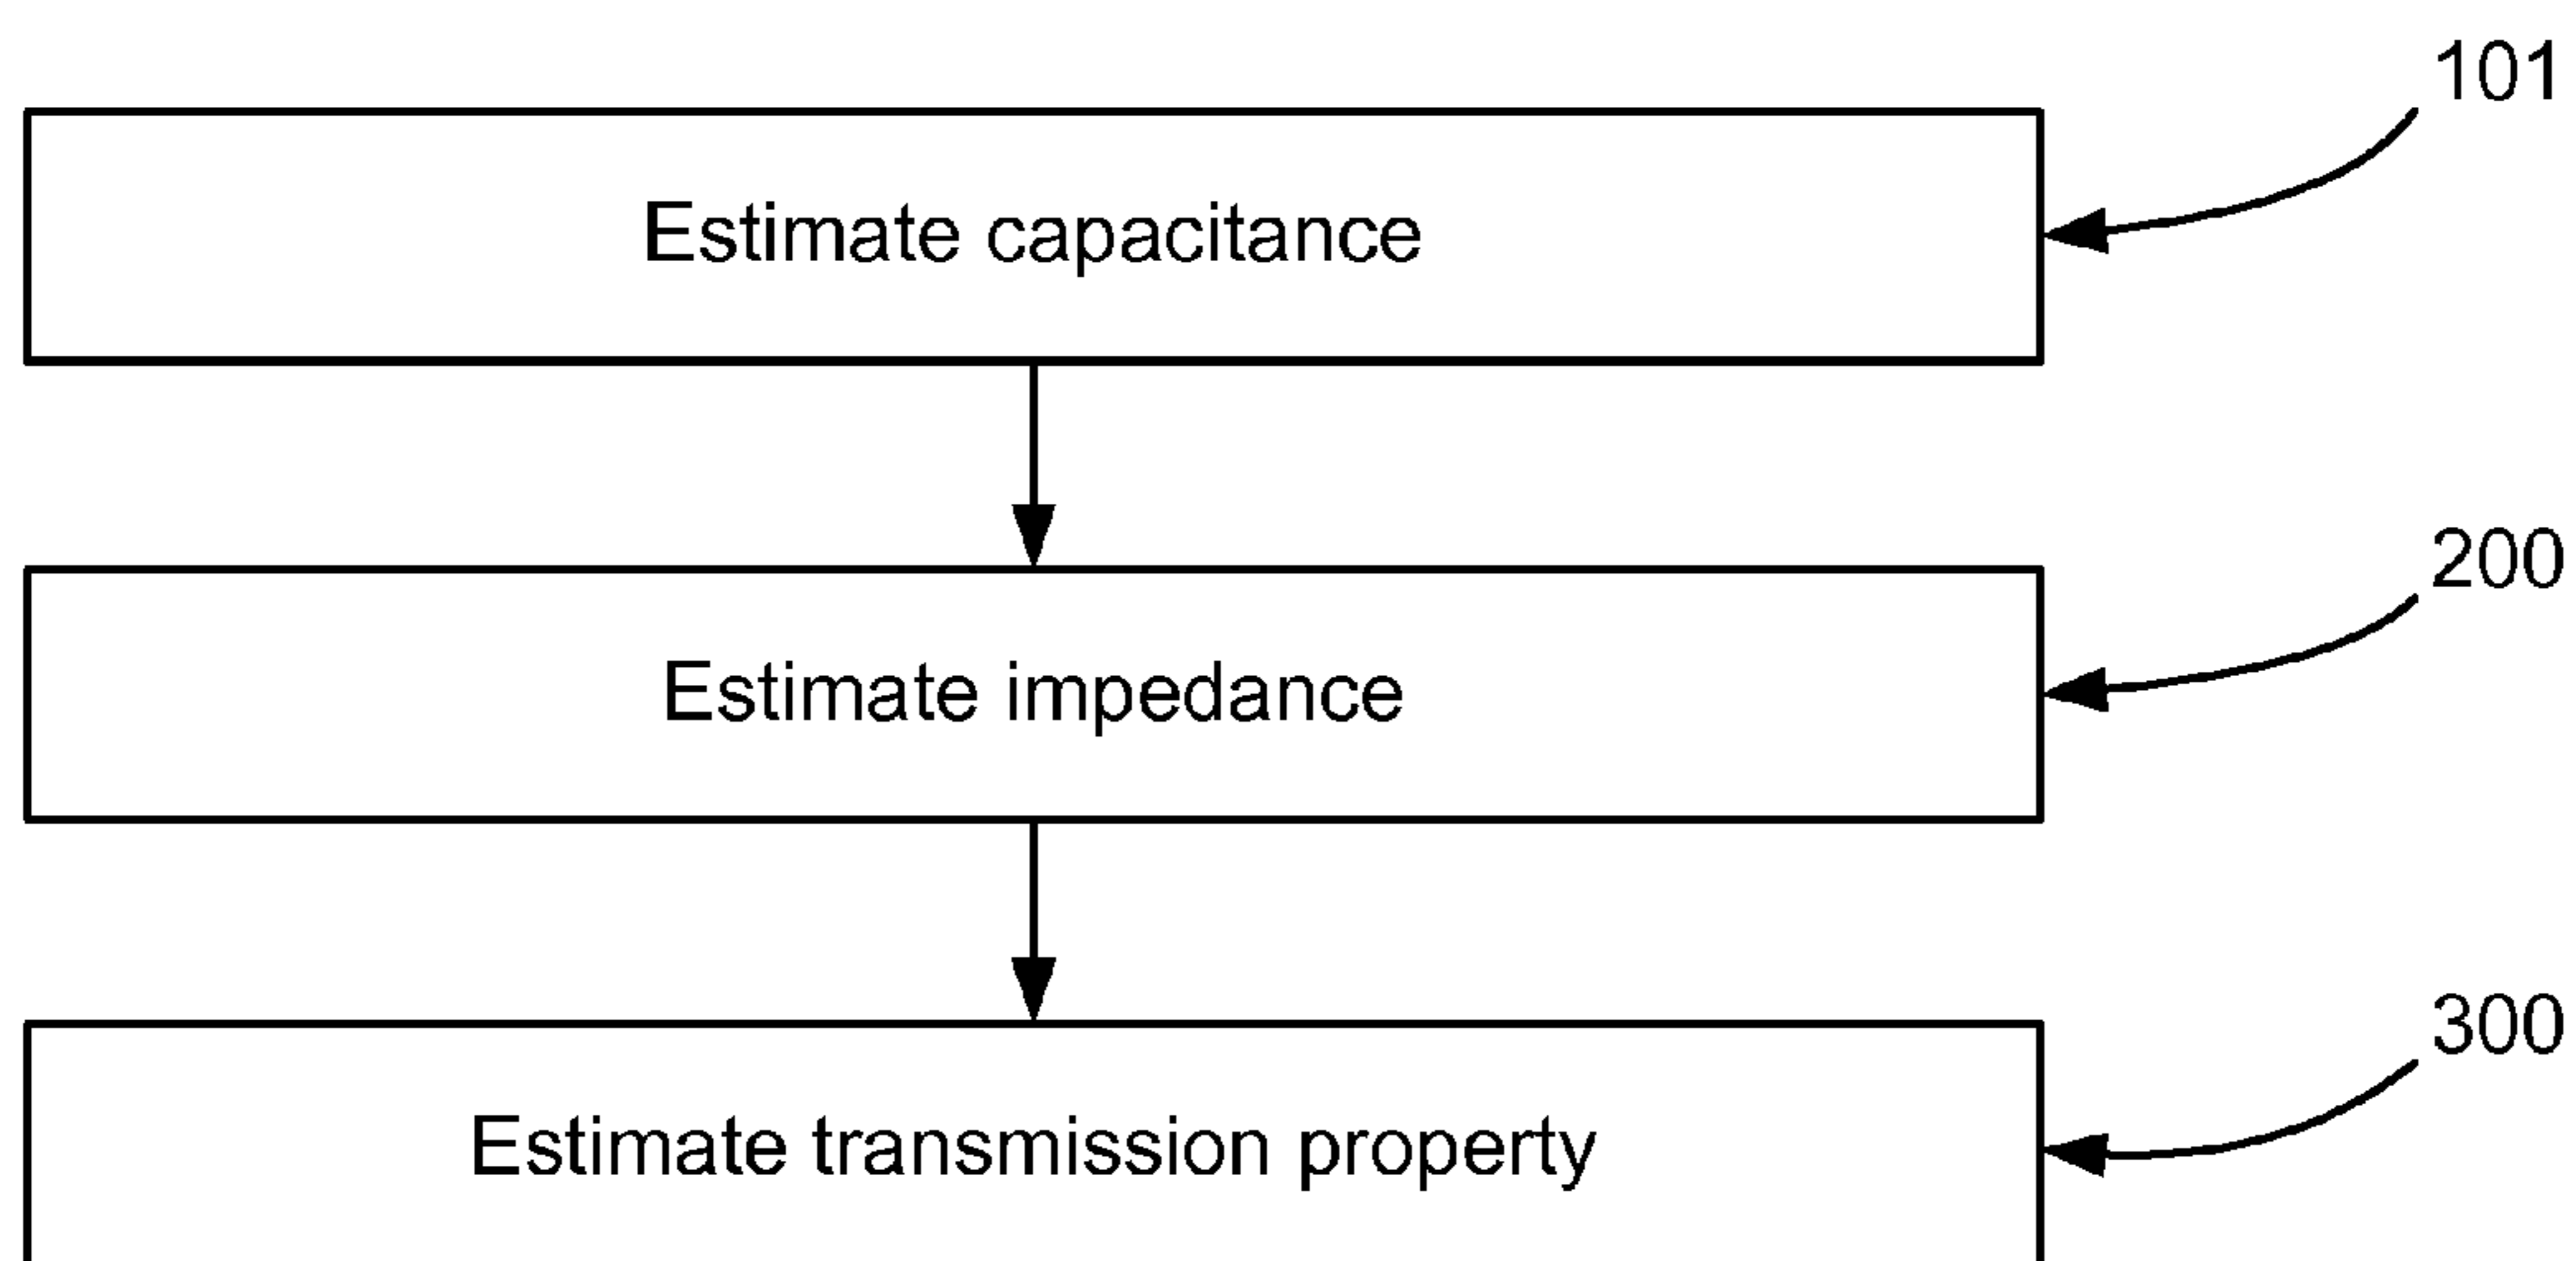 101
Estimate capacitance
200
Estimate impedance
300
Estimate transmission property